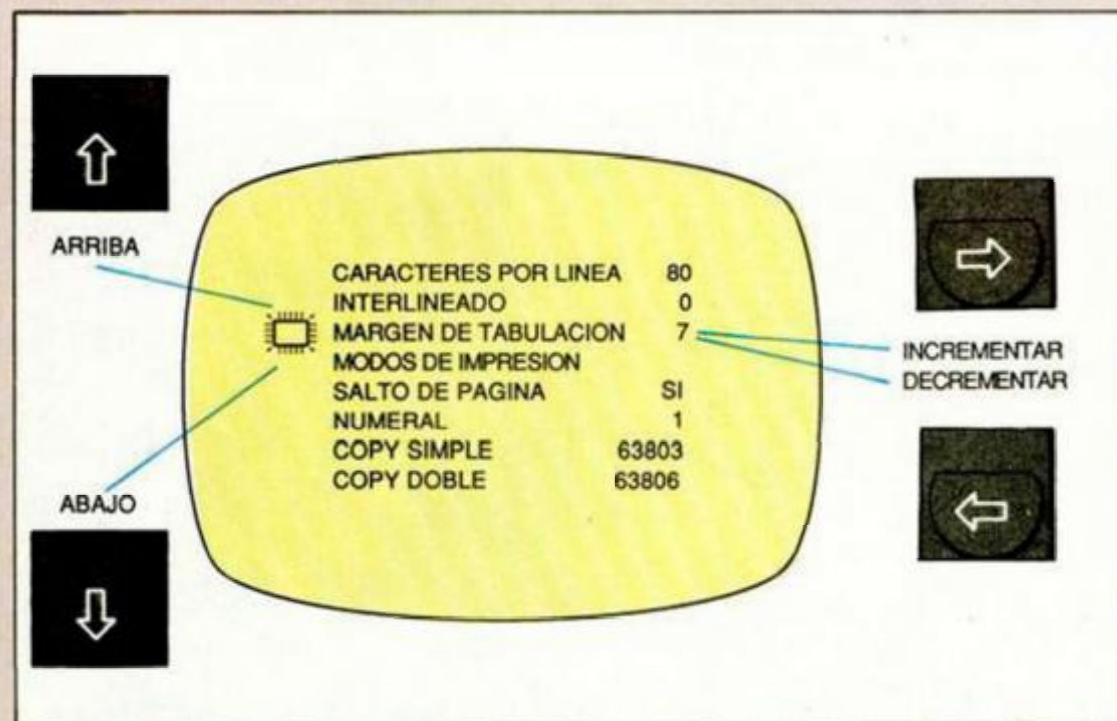 ARRIBA
CARACTERES POR LINEA 80
INTERLINEADO 0
MARGEN DE TABULACION 7
MODOS DE IMPRESION
SALTO DE PAGINA SI
NUMERAL 1
COPY SIMPLE 63803
COPY DOBLE 63806
ABAJO
INCREMENTAR
DECREMENTAR